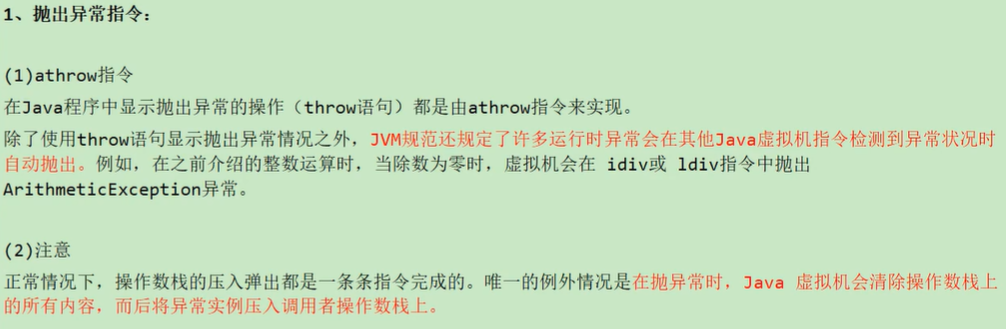 1、抛出异常指令：
(1)athrow指令
在Java程序中显示抛出异常的操作（throw语句）都是由athrow指令来实现。
除了使用throw语句显示抛出异常情况之外，JVM规范还规定了许多运行时异常会在其他Java虚拟机指令检测到异常状况时
自动抛出。例如，在之前介绍的整数运算时，当除数为零时，虚拟机会在 idiv或 ldiv指令中抛出
ArithmeticException异常。
(2)注意
正常情况下，操作数栈的压入弹出都是一条条指令完成的。唯一的例外情况是在抛异常时，Java 虚拟机会清除操作数栈上
的所有内容，而后将异常实例压入调用者操作数栈上。